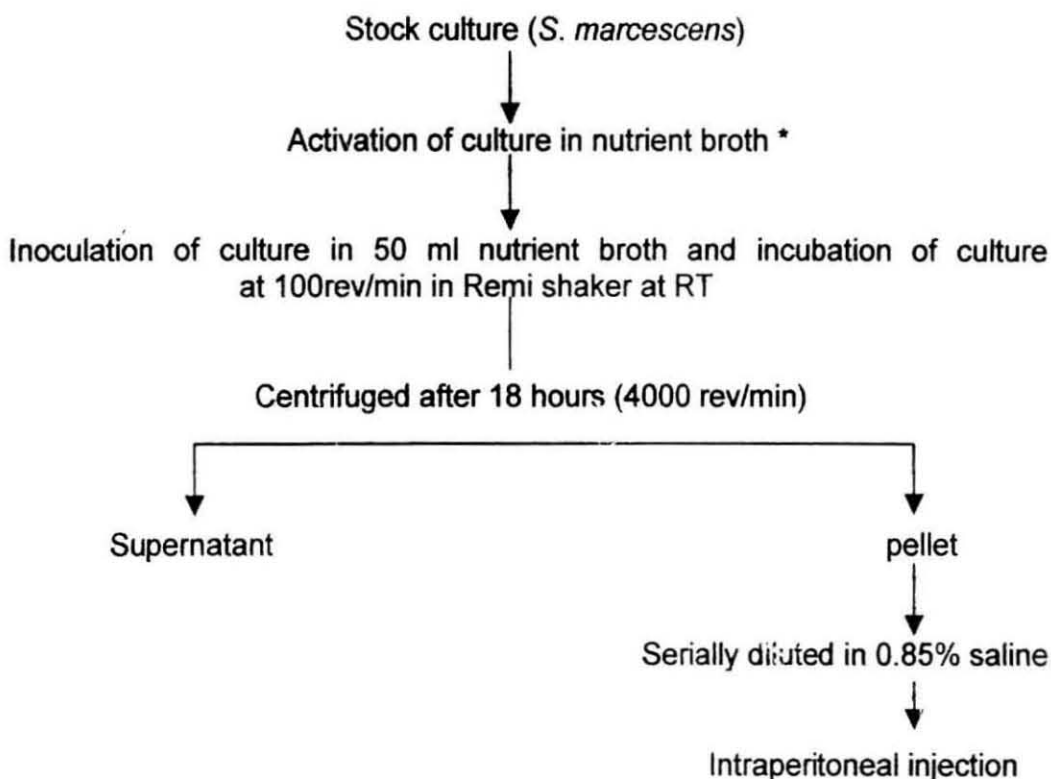 Stock culture (S. marcescens)
Activation of culture in nutrient broth *
Inoculation of culture in 50 ml nutrient broth and incubation of culture
at 100rev/min in Remi shaker at RT
Centrifuged after 18 hours (4000 rev/min)
Supernatant
pellet
Serially diluted in 0.85% saline
Intraperitoneal injection